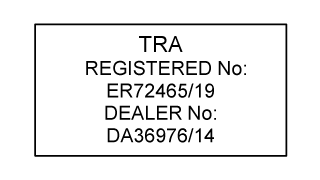 TRA
REGISTERED No:
ER72465/19
DEALER No:
DA36976/14